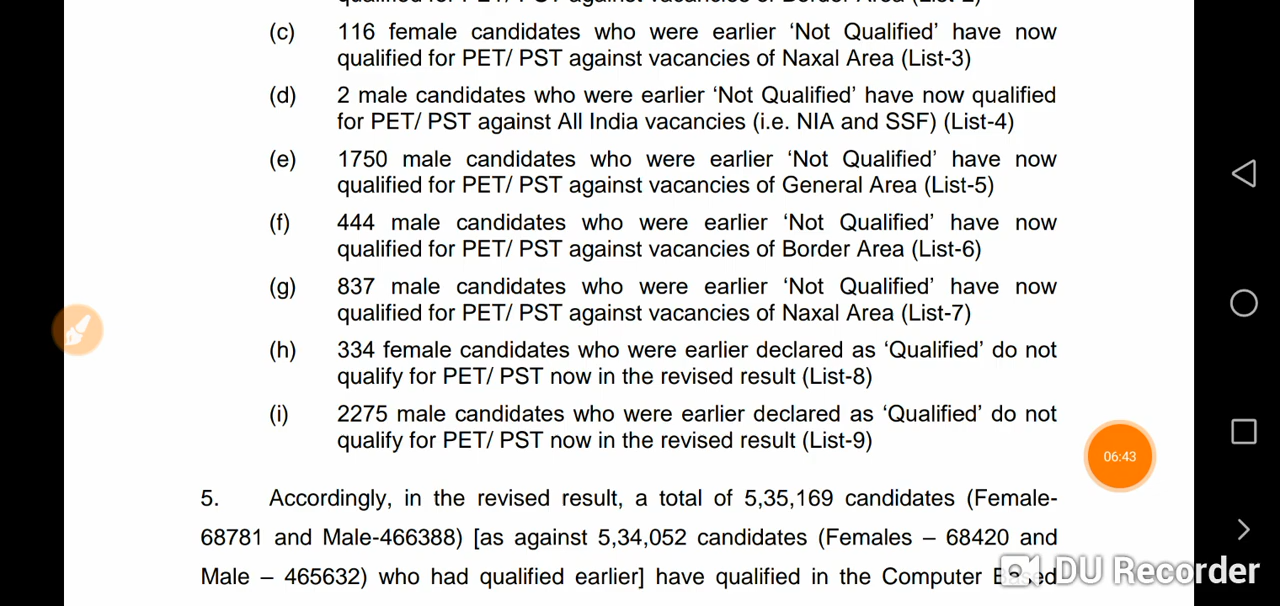 (c) 116 female candidates who were earlier ‘Not Qualified’ have now
qualified for PET/ PST against vacancies of Naxal Area (List-3)
(d) 2 male candidates who were earlier ‘Not Qualified’ have now qualified
for PET/ PST against All India vacancies (i.e. NIA and SSF) (List-4)
(e) 1750 male candidates who were earlier ‘Not Qualified’ have now
qualified for PET/ PST against vacancies of General Area (List-5)
(f) 444 male candidates who were earlier ‘Not Qualified’ have now
qualified for PET/ PST against vacancies of Border Area (List-6)
(g) 837 male candidates who were earlier ‘Not Qualified’ have now
qualified for PET/ PST against vacancies of Naxal Area (List-7)
(h) 334 female candidates who were earlier declared as ‘Qualified’ do not
qualify for PET/ PST now in the revised result (List-8)
(i) 2275 male candidates who were earlier declared as ‘Qualified’ do not
qualify for PET/ PST now in the revised result (List-9)
06:43
5. Accordingly, in the revised result, a total of 5,35,169 candidates (Female-
68781 and Male-466388) [as against 5,34,052 candidates (Females – 68420 and
Male – 465632) who had qualified earlier] have qualified in the Computer Based
DU Recorder